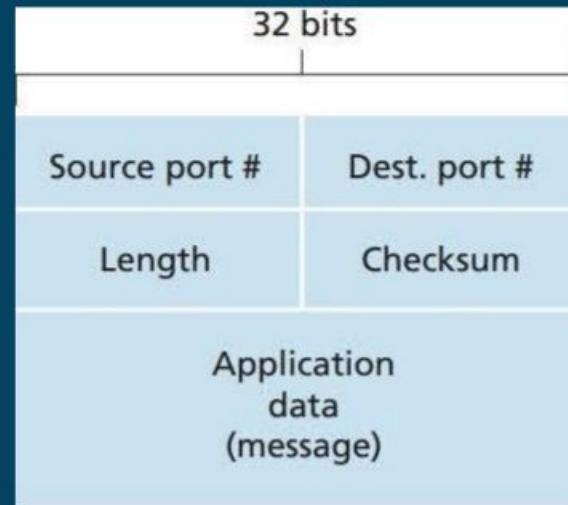 32 bits
Source port #
Dest. port #
Length
Checksum
Application
data
(message)